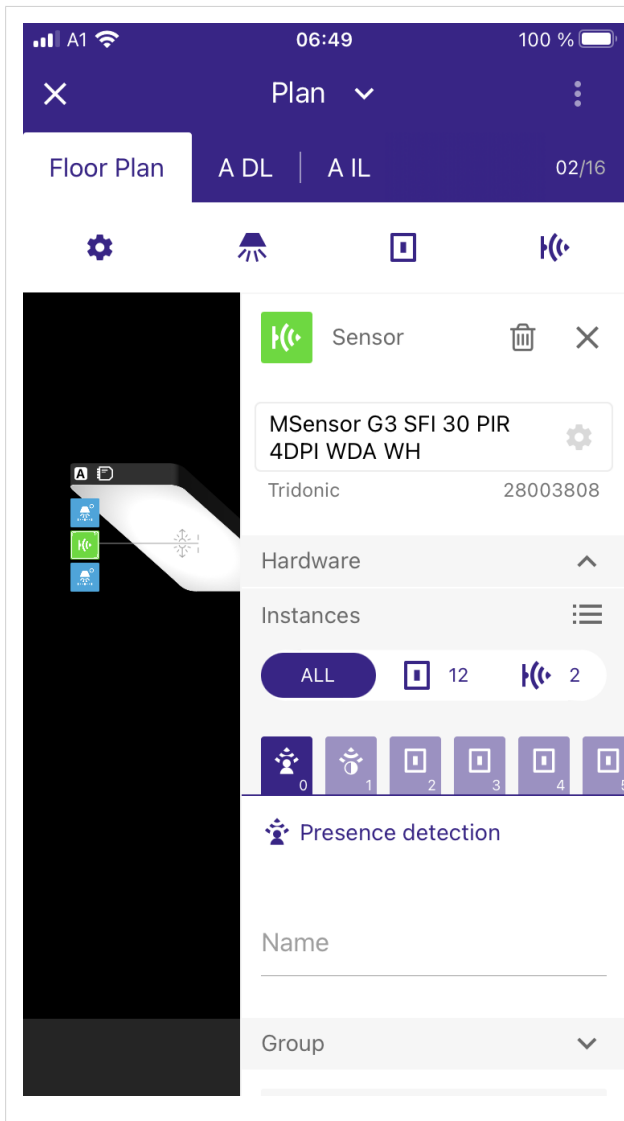 A1
06:49
100 %
Plan
Floor Plan
A DL
A IL
02/16
Sensor
MSensor G3 SFI 30 PIR
4DPI WDA WH
Tridonic
28003808
A
Hardware
Instances
ALL
12
2
0
1
2
3
4
5
Presence detection
Name
Group